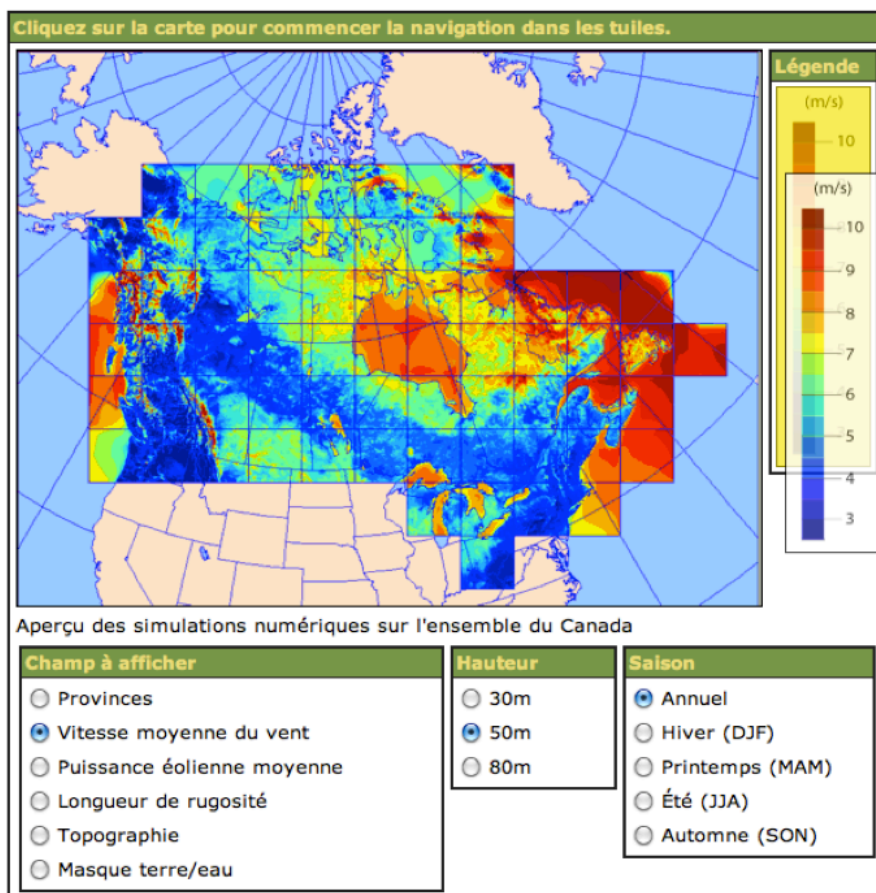 Cliquez sur la carte pour commencer la navigation dans les tuiles.
Légende
(m/s)
10
(m/s)
10
9
8
7
6
5
4
3
Aperçu des simulations numériques sur l'ensemble du Canada
Champ à afficher
Provinces
Vitesse moyenne du vent
Puissance éolienne moyenne
Longueur de rugosité
Topographie
Masque terre/eau
Hauteur
30m
50m
80m
Saison
Annuel
Hiver (DJF)
Printemps (MAM)
Été (JJA)
Automne (SON)